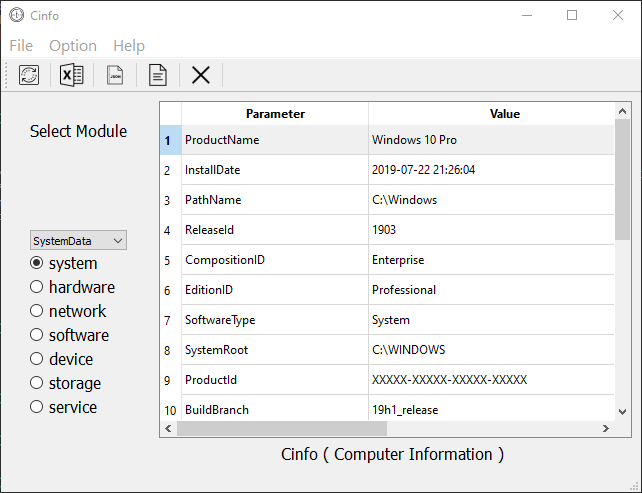 Cinfo
File Option Help
JSON
Select Module
Parameter Value
1 ProductName Windows 10 Pro
2 InstallDate 2019-07-22 21:26:04
3 PathName C:\Windows
4 ReleaseId 1903
5 CompositionID Enterprise
6 EditionID Professional
7 SoftwareType System
8 SystemRoot C:\WINDOWS
9 ProductId XXXXX-XXXXX-XXXXX-XXXXX
10 BuildBranch 19h1_release
SystemData
system
hardware
network
software
device
storage
service
Cinfo ( Computer Information )